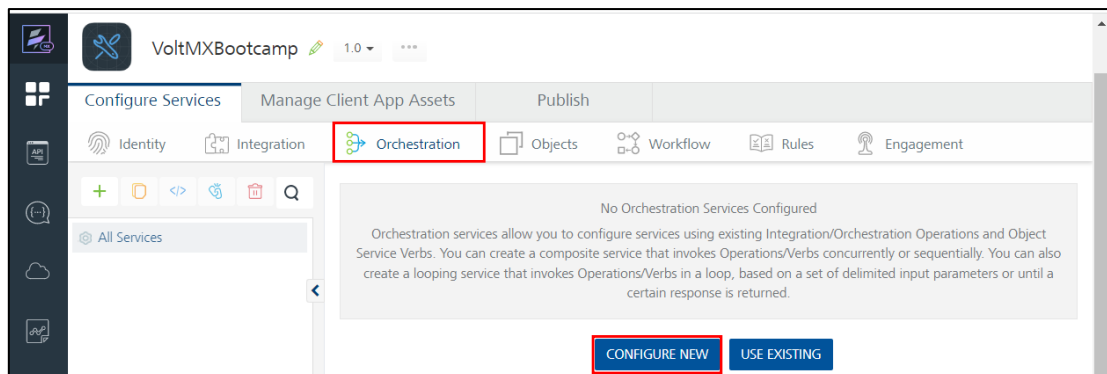 VoltMXBootcamp 1.0 ...
Configure Services Manage Client App Assets Publish
API Identity Integration Orchestration Objects Workflow Rules Engagement
</> 
All Services
No Orchestration Services Configured
Orchestration services allow you to configure services using existing Integration/Orchestration Operations and Object
Service Verbs. You can create a composite service that invokes Operations/Verbs concurrently or sequentially. You can also
create a looping service that invokes Operations/Verbs in a loop, based on a set of delimited input parameters or until a
certain response is returned.
CONFIGURE NEW USE EXISTING